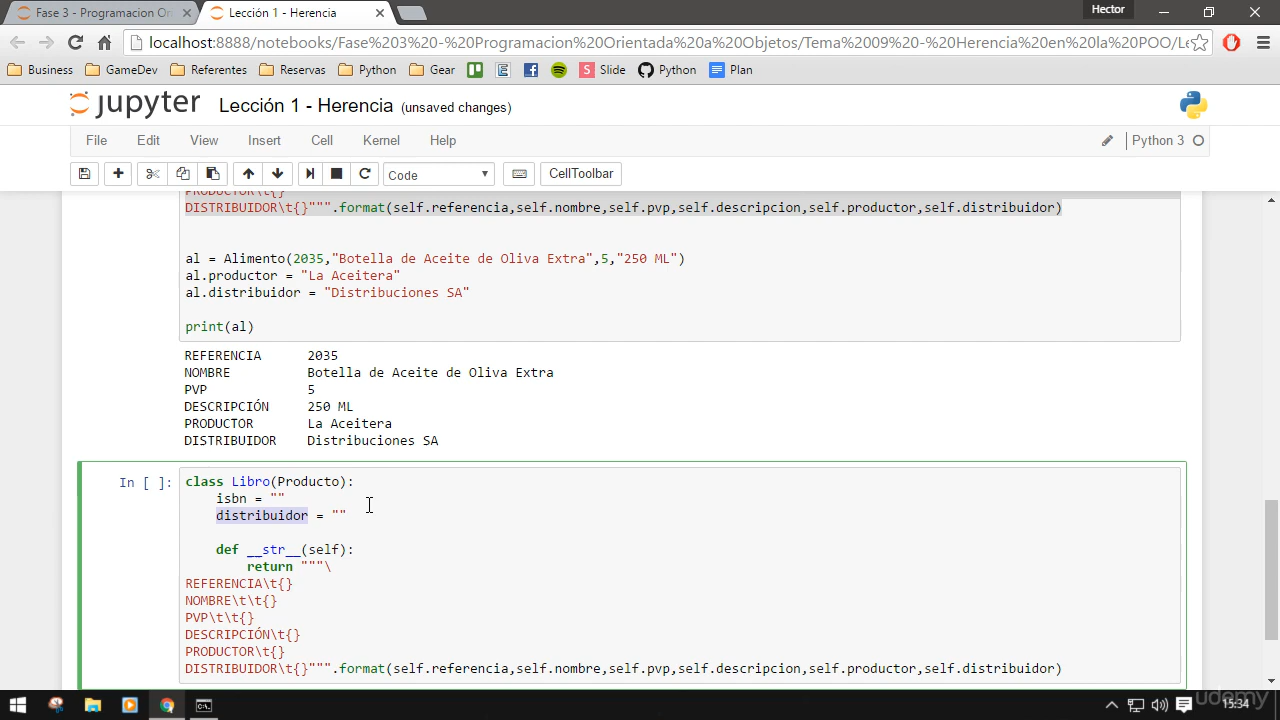 Fase 3 - Programacion On
Lección 1 - Herencia
Hector
localhost:8888/notebooks/Fase%203%20-%20Programacion%20Orientada%20a%20Objetos/Tema%2009%20-%20Herencia%20en%20la%20POO/Le
Business
GameDev
Referentes
Reservas
Python
Gear
Slide
Python
Plan
jupyter
Lección 1 - Herencia (unsaved changes)
File Edit View Insert Cell Kernel Help
Python 3
Code
CellToolbar
PRODUCTOR\t{}
DISTRIBUIDOR\t{}""".format(self.referencia,self.nombre,self.pvp,self.descripcion,self.productor,self.distribuidor)
al = Alimento(2035,"Botella de Aceite de Oliva Extra",5,"250 ML")
al.productor = "La Aceitera"
al.distribuidor = "Distribuciones SA"
print(al)
REFERENCIA 2035
NOMBRE Botella de Aceite de Oliva Extra
PVP 5
DESCRIPCIÓN 250 ML
PRODUCTOR La Aceitera
DISTRIBUIDOR Distribuciones SA
In [ ]:
class Libro(Producto):
isbn = ""
distribuidor = ""
def __str__(self):
return """\
REFERENCIA\t{}
NOMBRE\t\t{}
PVP\t\t{}
DESCRIPCIÓN\t{}
PRODUCTOR\t{}
DISTRIBUIDOR\t{}""".format(self.referencia,self.nombre,self.pvp,self.descripcion,self.productor,self.distribuidor)
udemy
15:34